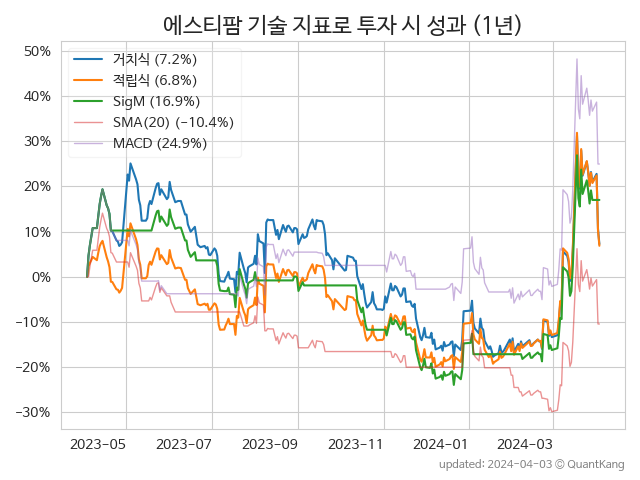 에스티팜 기술 지표로 투자 시 성과 (1년)
50%
40%
30%
20%
10%
0%
−10%
−20%
−30%
거치식 (7.2%)
적립식 (6.8%)
SigM (16.9%)
SMA(20) (−10.4%)
MACD (24.9%)
2023-05
2023-07
2023-09
2023-11
2024-01
2024-03
updated: 2024-04-03 © QuantKang